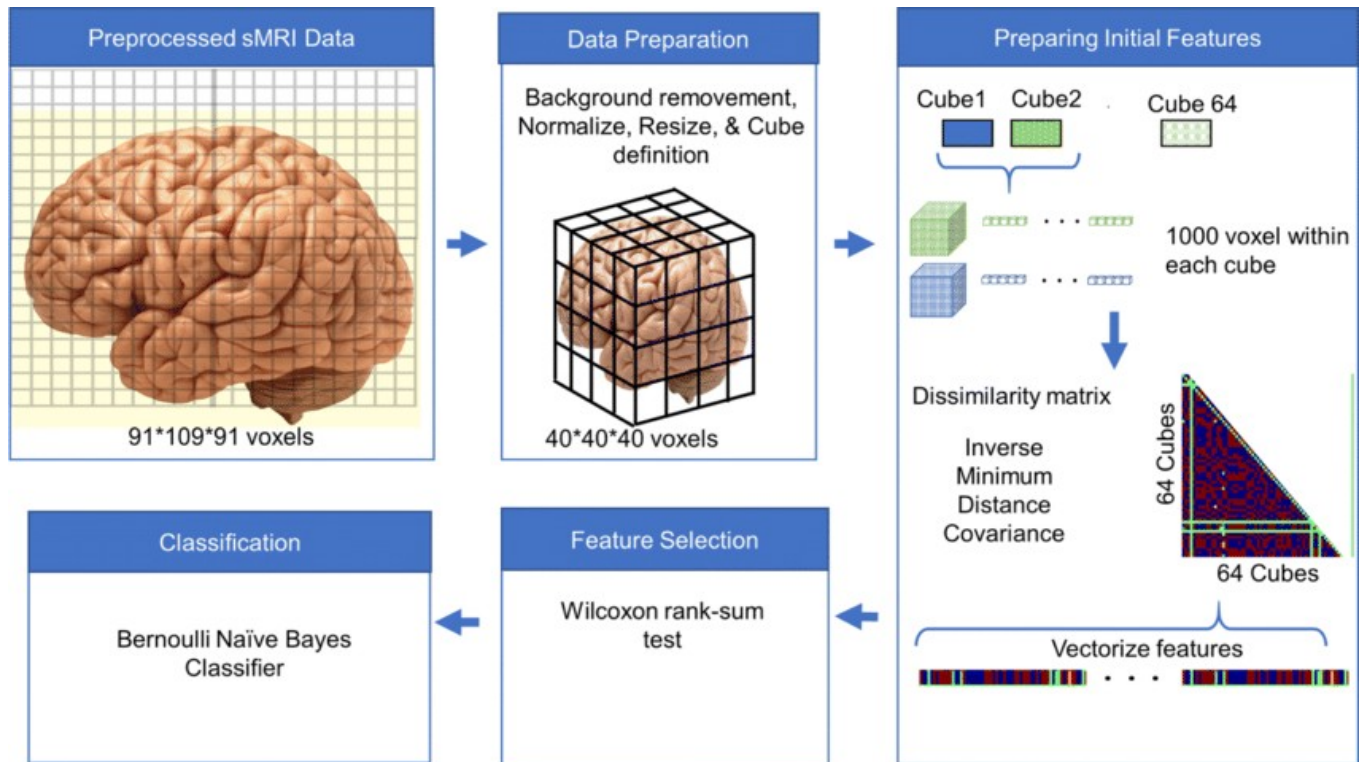 Preprocessed sMRI Data
91*109*91 voxels
Data Preparation
Background removement,
Normalize, Resize, & Cube
definition
40*40*40 voxels
Preparing Initial Features
Cube1 Cube2 . Cube 64
1000 voxel within
each cube
Dissimilarity matrix
Inverse
Minimum
Distance
Covariance
64 Cubes
64 Cubes
Vectorize features
Feature Selection
Wilcoxon rank-sum
test
Classification
Bernoulli Naïve Bayes
Classifier